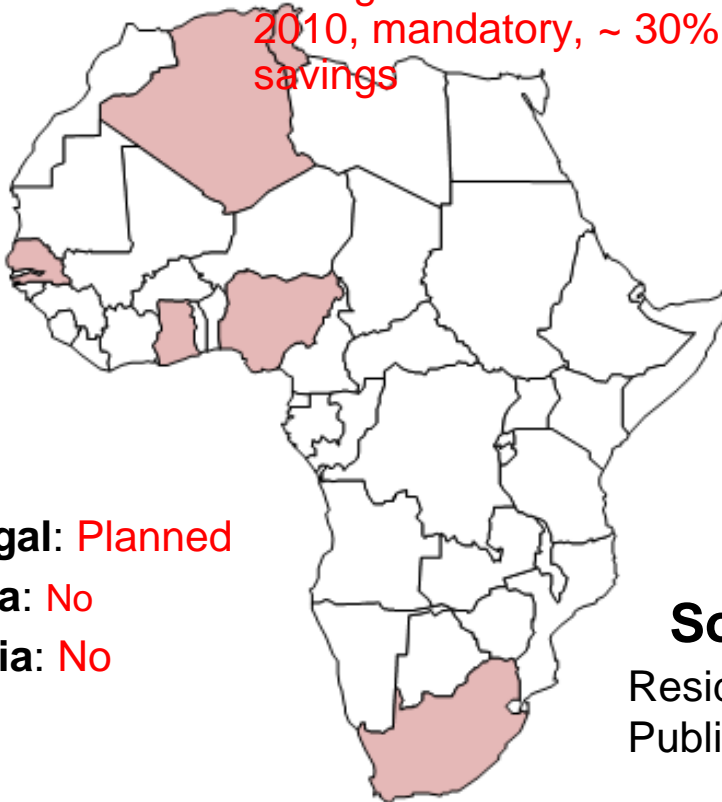 2010, mandatory, ~ 30%
savings
gal: Planned
a: No
ia: No
So
Resid
Publi